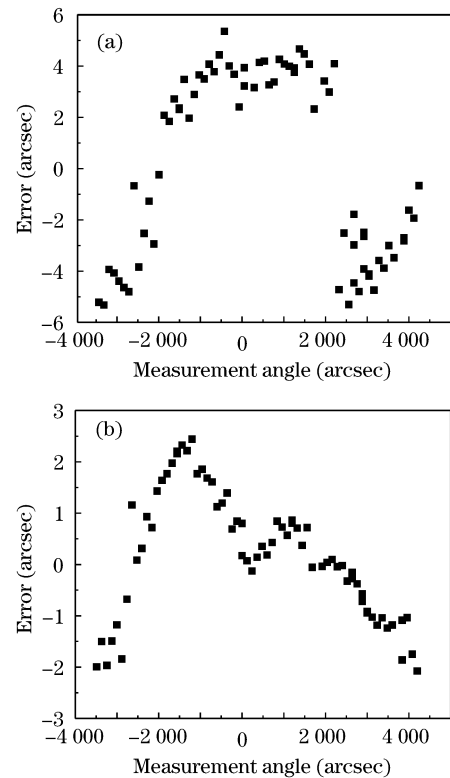 (a)
6
4
2
0
−2
−4
−6
Error (arcsec)
−4 000 −2 000 0 2 000 4 000
Measurement angle (arcsec)
(b)
3
2
1
0
−1
−2
−3
Error (arcsec)
−4 000 −2 000 0 2 000 4 000
Measurement angle (arcsec)